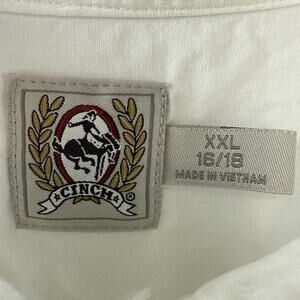 ★CINCH★ ®
XXL
16/18
MADE IN VIETNAM